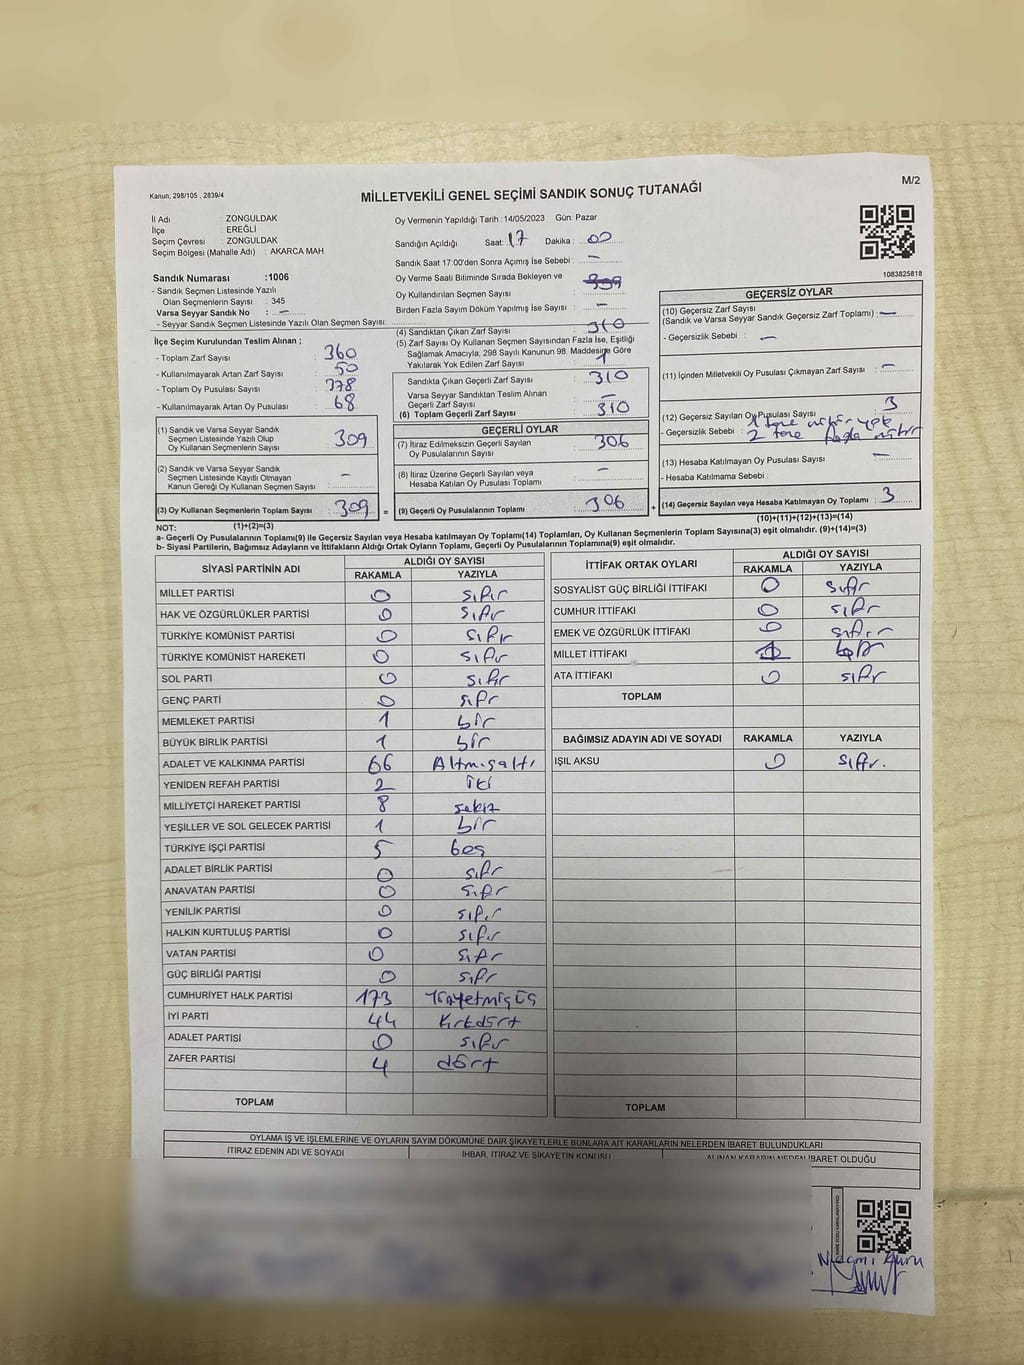 M/2
Kanun, 298/105 , 2839/4
MİLLETVEKİLİ GENEL SEÇİMİ SANDIK SONUÇ TUTANAĞI
İl Adı : ZONGULDAK
İlçe : EREĞLİ
Seçim Çevresi : ZONGULDAK
Seçim Bölgesi (Mahalle Adı) : AKARCA MAH.
Sandık Numarası :1006
- Sandık Seçmen Listesinde Yazılı
Olan Seçmenlerin Sayısı : 345
Varsa Seyyar Sandık No : -
- Seyyar Sandık Seçmen Listesinde Yazılı Olan Seçmen Sayısı:
Oy Vermenin Yapıldığı Tarih :14/05/2023 Gün: Pazar
Sandığın Açıldığı Saat: 17 Dakika : 00
Sandık Saat 17:00'den Sonra Açımış İse Sebebi : -
Oy Verme Saati Bitiminde Sırada Bekleyen ve
Oy Kullandırılan Seçmen Sayısı : 309
Birden Fazla Sayım Döküm Yapılmış İse Sayısı : -
1083825818
İlçe Seçim Kurulundan Teslim Alınan ;
- Toplam Zarf Sayısı : 360
- Kullanılmayarak Artan Zarf Sayısı : 50
- Toplam Oy Pusulası Sayısı : 378
- Kullanılmayarak Artan Oy Pusulası : 68
(1) Sandık ve Varsa Seyyar Sandık
Seçmen Listesinde Yazılı Olup
Oy Kullanan Seçmenlerin Sayısı : 309
(2) Sandık ve Varsa Seyyar Sandık
Seçmen Listesinde Kayıtlı Olmayan
Kanun Gereği Oy Kullanan Seçmen Sayısı : -
(3) Oy Kullanan Seçmenlerin Toplam Sayısı : 309 =
(4) Sandıktan Çıkan Zarf Sayısı : 310
(5) Zarf Sayısı Oy Kullanan Seçmen Sayısından Fazla İse, Eşitliği
Sağlamak Amacıyla, 298 Sayılı Kanunun 98. Maddesine Göre
Yakılarak Yok Edilen Zarf Sayısı : 1
Sandıkta Çıkan Geçerli Zarf Sayısı : 310
Varsa Seyyar Sandıktan Teslim Alınan
Geçerli Zarf Sayısı : -
(6) Toplam Geçerli Zarf Sayısı : 310
GEÇERLİ OYLAR
(7) İtiraz Edilmeksizin Geçerli Sayılan
Oy Pusulalarının Sayısı : 306
(8) İtiraz Üzerine Geçerli Sayılan veya
Hesaba Katılan Oy Pusulası Toplamı : -
(9) Geçerli Oy Pusulalarının Toplamı : 306 +
GEÇERSİZ OYLAR
(10) Geçersiz Zarf Sayısı
(Sandık ve Varsa Seyyar Sandık Geçersiz Zarf Toplamı) : -
- Geçersizlik Sebebi : -
(11) İçinden Milletvekili Oy Pusulası Çıkmayan Zarf Sayısı : -
(12) Geçersiz Sayılan Oy Pusulası Sayısı : 3
- Geçersizlik Sebebi : 1 tane mühür yok
2 tane fazla mühür
(13) Hesaba Katılmayan Oy Pusulası Sayısı : -
- Hesaba Katılmama Sebebi :
(14) Geçersiz Sayılan veya Hesaba Katılmayan Oy Toplamı : 3
NOT: (1)+(2)=(3) (10)+(11)+(12)+(13)=(14)
a- Geçerli Oy Pusulalarının Toplamı(9) ile Geçersiz Sayılan veya Hesaba katılmayan Oy Toplamı(14) Toplamları, Oy Kullanan Seçmenlerin Toplam Sayısına(3) eşit olmalıdır. (9)+(14)=(3)
b- Siyasi Partilerin, Bağımsız Adayların ve İttifakların Aldığı Ortak Oyların Toplamı, Geçerli Oy Pusulalarının Toplamına(9) eşit olmalıdır.
SİYASİ PARTİNİN ADI ALDIĞI OY SAYISI
RAKAMLA YAZIYLA
MİLLET PARTİSİ 0 sıfır
HAK VE ÖZGÜRLÜKLER PARTİSİ 0 sıfır
TÜRKİYE KOMÜNİST PARTİSİ 0 sıfır
TÜRKİYE KOMÜNİST HAREKETİ 0 sıfır
SOL PARTİ 0 sıfır
GENÇ PARTİ 0 sıfır
MEMLEKET PARTİSİ 1 bir
BÜYÜK BİRLİK PARTİSİ 1 bir
ADALET VE KALKINMA PARTİSİ 66 Altmışaltı
YENİDEN REFAH PARTİSİ 2 iki
MİLLİYETÇİ HAREKET PARTİSİ 8 sekiz
YEŞİLLER VE SOL GELECEK PARTİSİ 1 bir
TÜRKİYE İŞÇİ PARTİSİ 5 beş
ADALET BİRLİK PARTİSİ 0 sıfır
ANAVATAN PARTİSİ 0 sıfır
YENİLİK PARTİSİ 0 sıfır
HALKIN KURTULUŞ PARTİSİ 0 sıfır
VATAN PARTİSİ 0 sıfır
GÜÇ BİRLİĞİ PARTİSİ 0 sıfır
CUMHURİYET HALK PARTİSİ 173 Yüzyetmişüç
İYİ PARTİ 44 Kırkdört
ADALET PARTİSİ 0 sıfır
ZAFER PARTİSİ 4 dört
TOPLAM
İTTİFAK ORTAK OYLARI ALDIĞI OY SAYISI
RAKAMLA YAZIYLA
SOSYALİST GÜÇ BİRLİĞİ İTTİFAKI 0 sıfır
CUMHUR İTTİFAKI 0 sıfır
EMEK VE ÖZGÜRLÜK İTTİFAKI 0 sıfır
MİLLET İTTİFAKI 1
ATA İTTİFAKI 0 sıfır
TOPLAM
BAĞIMSIZ ADAYIN ADI VE SOYADI RAKAMLA YAZIYLA
IŞIL AKSU 0 sıfır.
TOPLAM
OYLAMA İŞ VE İŞLEMLERİNE VE OYLARIN SAYIM DÖKÜMÜNE DAİR ŞİKAYETLERLE BUNLARA AİT KARARLARIN NELERDEN İBARET BULUNDUKLARI
İTİRAZ EDENİN ADI VE SOYADI İHBAR, İTİRAZ VE ŞİKAYETİN KONUSU ALINAN KARARIN NEDEN İBARET OLDUĞU
Necmi Kuru